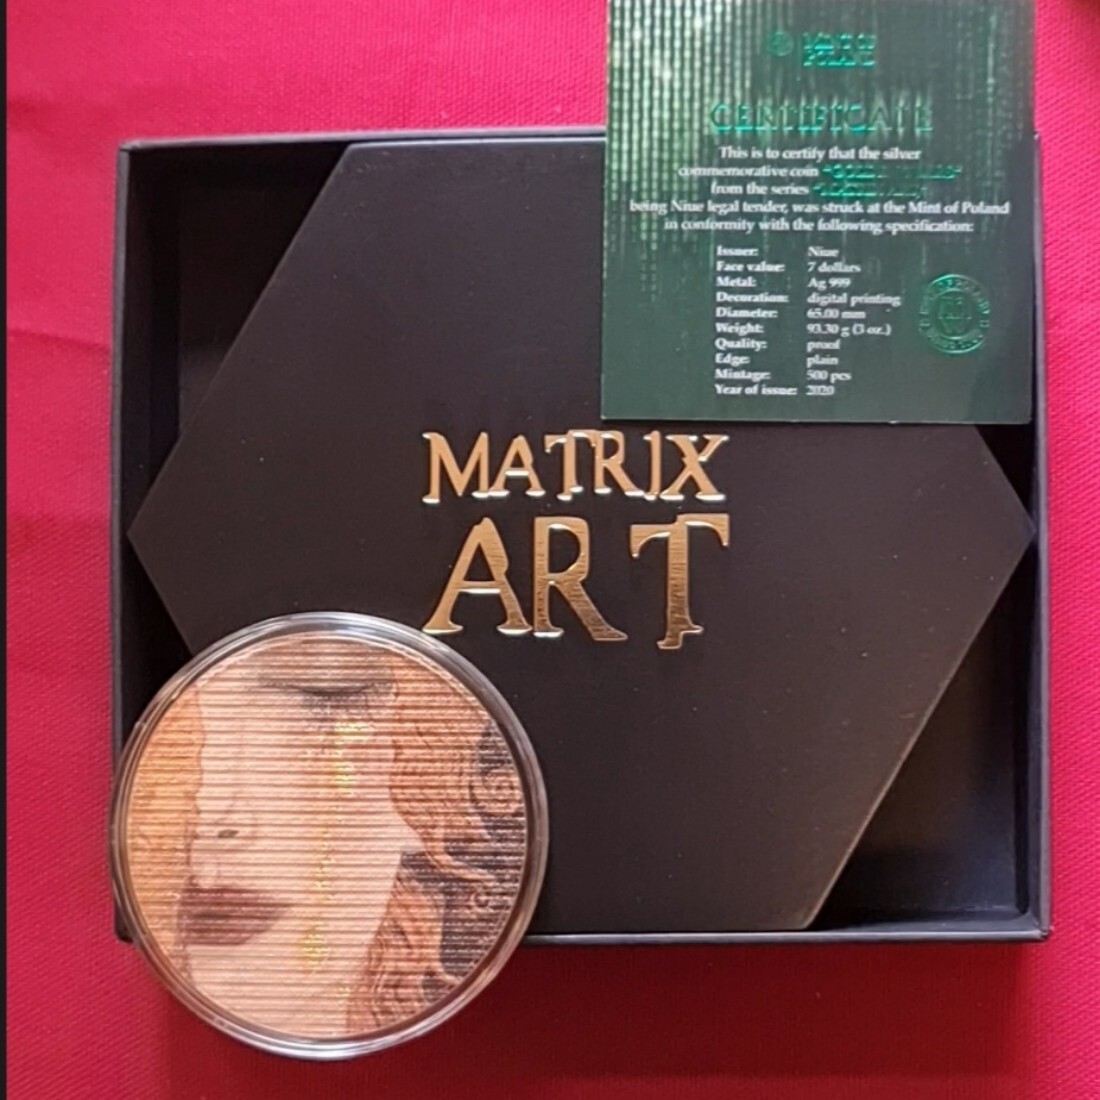 MINT OF
POLAND
CERTIFICATE
This is to certify that the silver
commemorative coin
from the series
being Niue legal tender, was struck at the Mint of Poland
in conformity with the following specification:
Issuer: Niue
Face value: 7 dollars
Metal: Ag 999
Decoration: digital printing
Diameter: 65.00 mm
Weight: 93.30 g (3 oz.)
Quality: proof
Edge: plain
Mintage: 500 pcs
Year of issue: 2020
MATRIX
ART